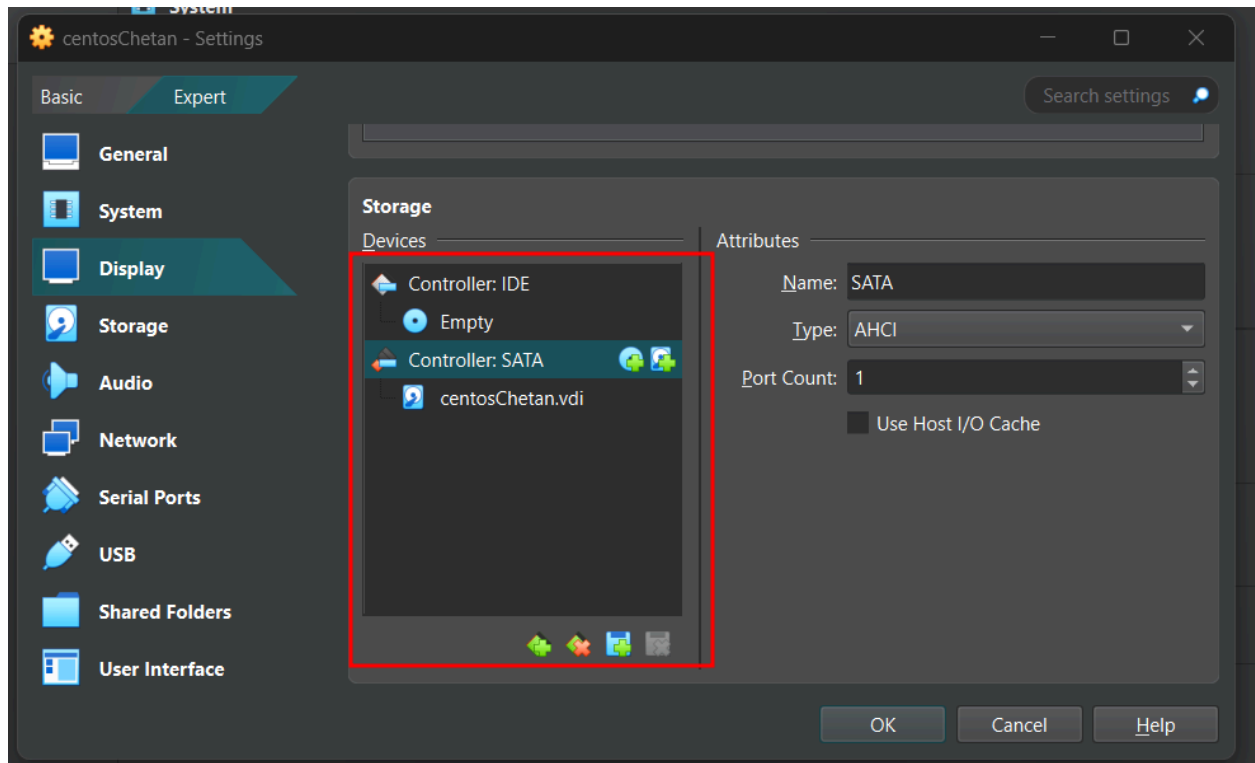 System
centosChetan - Settings
Basic Expert Search settings
General
System
Display
Storage
Audio
Network
Serial Ports
USB
Shared Folders
User Interface
Storage
Devices
Controller: IDE
Empty
Controller: SATA
centosChetan.vdi
Attributes
Name: SATA
Type: AHCI
Port Count: 1
Use Host I/O Cache
OK Cancel Help